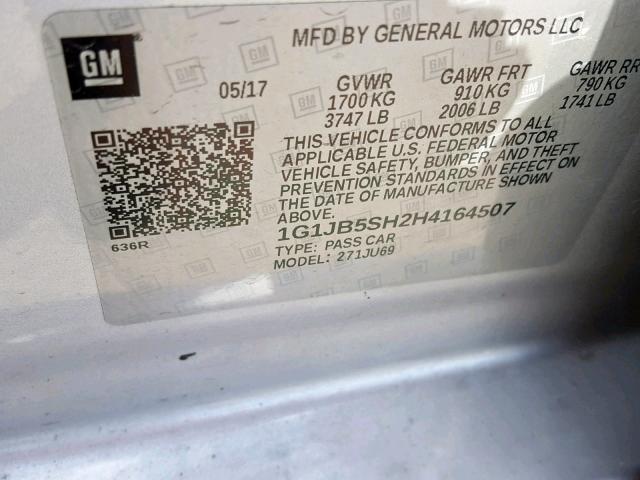 GM
MFD BY GENERAL MOTORS LLC
05/17 GVWR GAWR FRT GAWR RR
1700 KG 910 KG 790 KG
3747 LB 2006 LB 1741 LB
THIS VEHICLE CONFORMS TO ALL
APPLICABLE U.S. FEDERAL MOTOR
VEHICLE SAFETY, BUMPER, AND THEFT
PREVENTION STANDARDS IN EFFECT ON
THE DATE OF MANUFACTURE SHOWN
ABOVE.
1G1JB5SH2H4164507
TYPE: PASS CAR
MODEL: 271JU69
636R